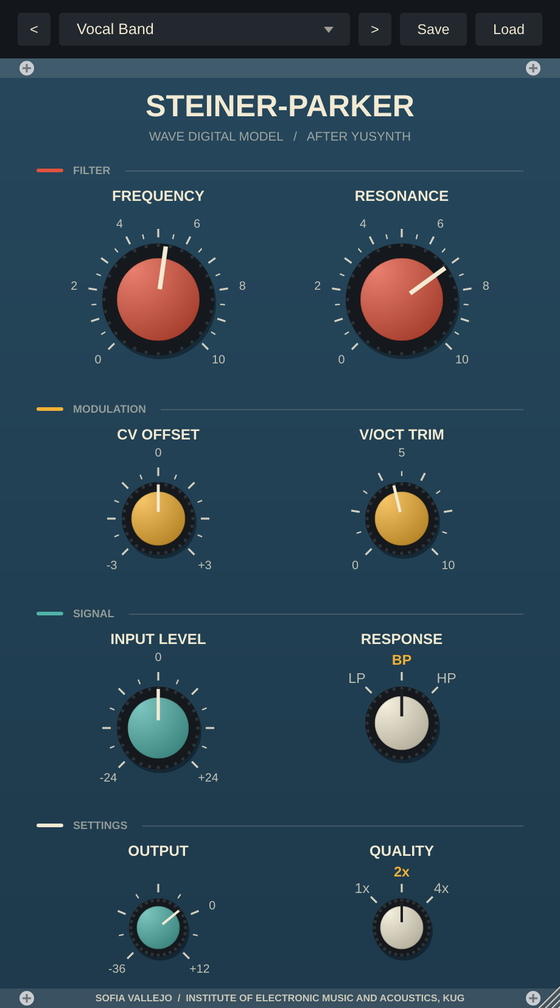 < Vocal Band > Save Load
STEINER-PARKER
WAVE DIGITAL MODEL / AFTER YUSYNTH
FILTER
FREQUENCY RESONANCE
4 6 4 6
2 8 2 8
0 10 0 10
MODULATION
CV OFFSET V/OCT TRIM
0 5
-3 +3 0 10
SIGNAL
INPUT LEVEL RESPONSE
0 BP
LP HP
-24 +24
SETTINGS
OUTPUT QUALITY
2x
1x 4x
0
-36 +12
SOFIA VALLEJO / INSTITUTE OF ELECTRONIC MUSIC AND ACOUSTICS, KUG